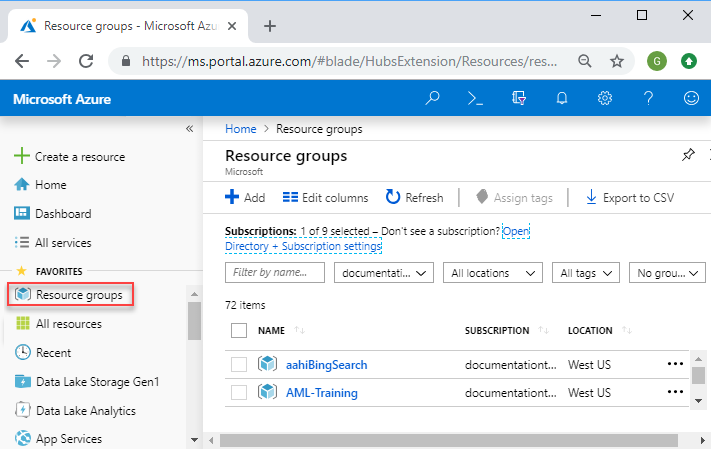 Resource groups - Microsoft Azur
https://ms.portal.azure.com/#blade/HubsExtension/Resources/res...
G
Microsoft Azure
Create a resource
Home
Dashboard
All services
FAVORITES
Resource groups
All resources
Recent
Data Lake Storage Gen1
Data Lake Analytics
App Services
Home > Resource groups
Resource groups
Microsoft
Add Edit columns Refresh Assign tags Export to CSV
Subscriptions: 1 of 9 selected – Don't see a subscription? Open
Directory + Subscription settings
Filter by name... documentati... All locations All tags No grou...
72 items
NAME SUBSCRIPTION LOCATION
aahiBingSearch documentationt... West US
AML-Training documentationt... West US